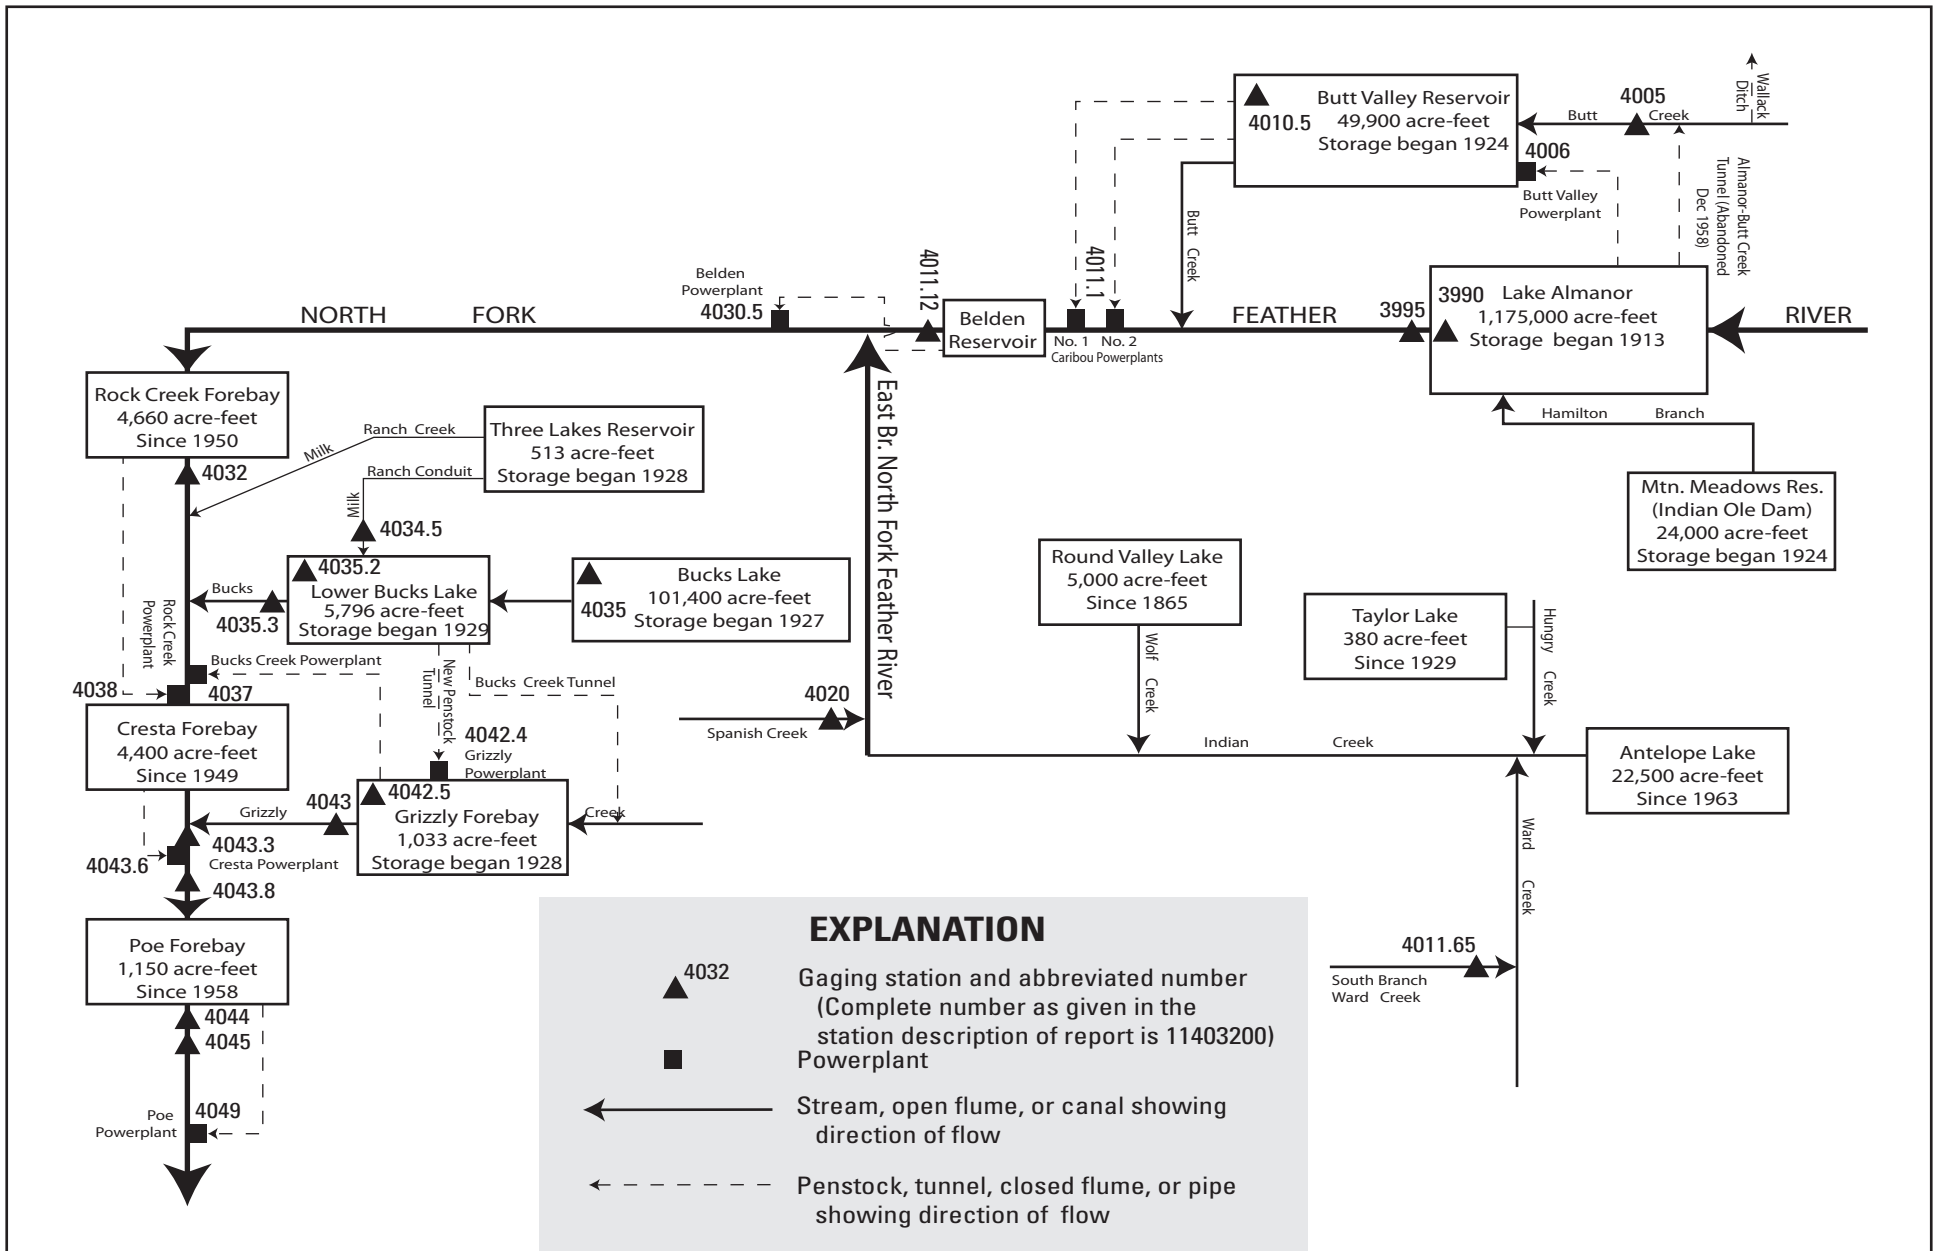 Wallack
Ditch
4005
Butt Creek
Butt Valley Reservoir
49,900 acre-feet
Storage began 1924
4010.5
4006
Butt Valley
Powerplant
Almanor-Butt Creek
Tunnel (Abandoned
Dec 1958)
Butt Creek
Belden
Powerplant
4030.5
4011.12
4011.1
NORTH FORK
Belden
Reservoir
No. 1 No. 2
Caribou Powerplants
FEATHER
3995
3990
Lake Almanor
1,175,000 acre-feet
Storage began 1913
RIVER
Hamilton Branch
Mtn. Meadows Res.
(Indian Ole Dam)
24,000 acre-feet
Storage began 1924
Rock Creek Forebay
4,660 acre-feet
Since 1950
4032
Milk Ranch Creek
Three Lakes Reservoir
513 acre-feet
Storage began 1928
Milk Ranch Conduit
4034.5
East Br. North Fork Feather River
4035.2
Lower Bucks Lake
5,796 acre-feet
Storage began 1929
Bucks
4035.3
4035
Bucks Lake
101,400 acre-feet
Storage began 1927
Round Valley Lake
5,000 acre-feet
Since 1865
Wolf Creek
Taylor Lake
380 acre-feet
Since 1929
Hungry Creek
Rock Creek
Powerplant
Bucks Creek Powerplant
4038
4037
New Penstock
Tunnel
Bucks Creek Tunnel
4020
Spanish Creek
Cresta Forebay
4,400 acre-feet
Since 1949
4042.4
Grizzly
Powerplant
Indian Creek
Antelope Lake
22,500 acre-feet
Since 1963
Grizzly
4043
4042.5
Grizzly Forebay
1,033 acre-feet
Storage began 1928
Creek
4043.3
4043.6
Cresta Powerplant
4043.8
Ward Creek
Poe Forebay
1,150 acre-feet
Since 1958
4011.65
South Branch
Ward Creek
4044
4045
4049
Poe
Powerplant
EXPLANATION
4032
Gaging station and abbreviated number
(Complete number as given in the
station description of report is 11403200)
Powerplant
Stream, open flume, or canal showing
direction of flow
Penstock, tunnel, closed flume, or pipe
showing direction of flow